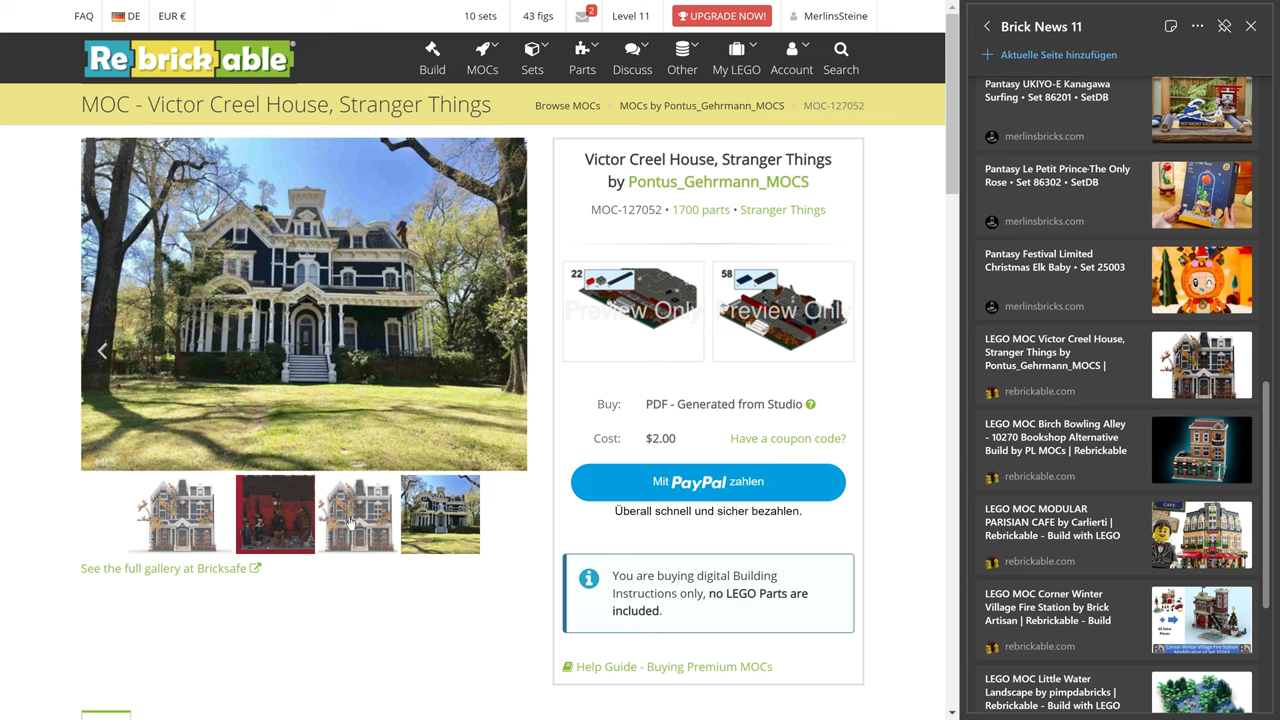 FAQ
DE
EUR €
10 sets
43 figs
2
Level 11
UPGRADE NOW!
MerlinsSteine
Rebrickable®
Build
MOCs
Sets
Parts
Discuss
Other
My LEGO
Account
Search
MOC - Victor Creel House, Stranger Things
Browse MOCs
MOCs by Pontus_Gehrmann_MOCS
MOC-127052
Victor Creel House, Stranger Things
by Pontus_Gehrmann_MOCS
MOC-127052 • 1700 parts • Stranger Things
22
Preview Only
58
Preview Only
Buy:
PDF - Generated from Studio
Cost:
$2.00
Have a coupon code?
Mit PayPal zahlen
Überall schnell und sicher bezahlen.
You are buying digital Building
Instructions only, no LEGO Parts are
included.
Help Guide - Buying Premium MOCs
MLS
See the full gallery at Bricksafe
Brick News 11
Aktuelle Seite hinzufügen
Pantasy UKIYO-E Kanagawa
Surfing • Set 86201 • SetDB
merlinsbricks.com
Pantasy Le Petit Prince·The Only
Rose • Set 86302 • SetDB
merlinsbricks.com
Pantasy Festival Limited
Christmas Elk Baby • Set 25003
merlinsbricks.com
LEGO MOC Victor Creel House,
Stranger Things by
Pontus_Gehrmann_MOCS |
rebrickable.com
LEGO MOC Birch Bowling Alley
- 10270 Bookshop Alternative
Build by PL MOCs | Rebrickable
rebrickable.com
LEGO MOC MODULAR
PARISIAN CAFE by Carlierti |
Rebrickable - Build with LEGO
rebrickable.com
LEGO MOC Corner Winter
Village Fire Station by Brick
Artisan | Rebrickable - Build
rebrickable.com
LEGO MOC Little Water
Landscape by pimpdabricks |
Rebrickable - Build with LEGO